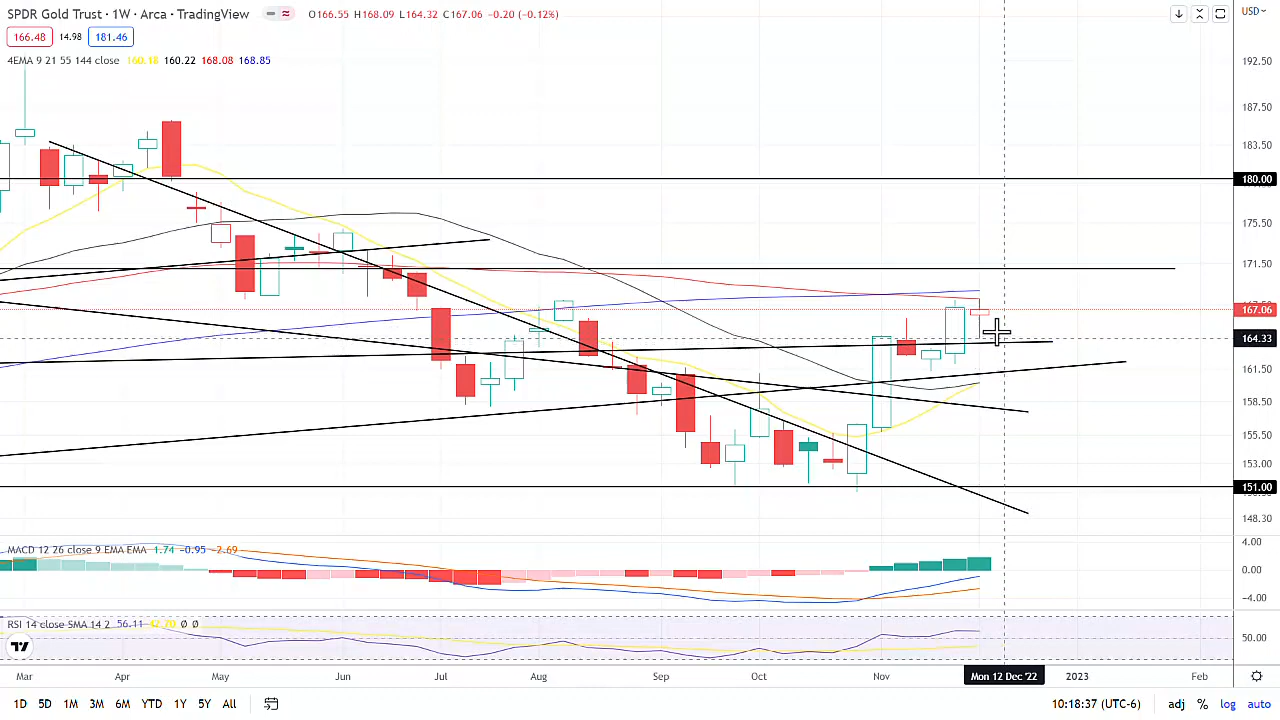 SPDR Gold Trust · 1W · Arca · TradingView O166.55 H168.09 L164.32 C167.06 −0.20 (−0.12%)
USD
166.48 14.98 181.46
4EMA 9 21 55 144 close 160.18 160.22 168.08 168.85
192.50
187.50
183.50
180.00
175.50
171.50
167.06
164.33
161.50
158.50
155.50
153.00
151.00
148.30
MACD 12 26 close 9 EMA EMA 1.74 −0.95 −2.69
4.00
0.00
−4.00
RSI 14 close SMA 14 2 56.11 42.70 Ø Ø
50.00
Mar Apr May Jun Jul Aug Sep Oct Nov Mon 12 Dec '22 2023 Feb
1D 5D 1M 3M 6M YTD 1Y 5Y All 10:18:37 (UTC-6) adj % log auto